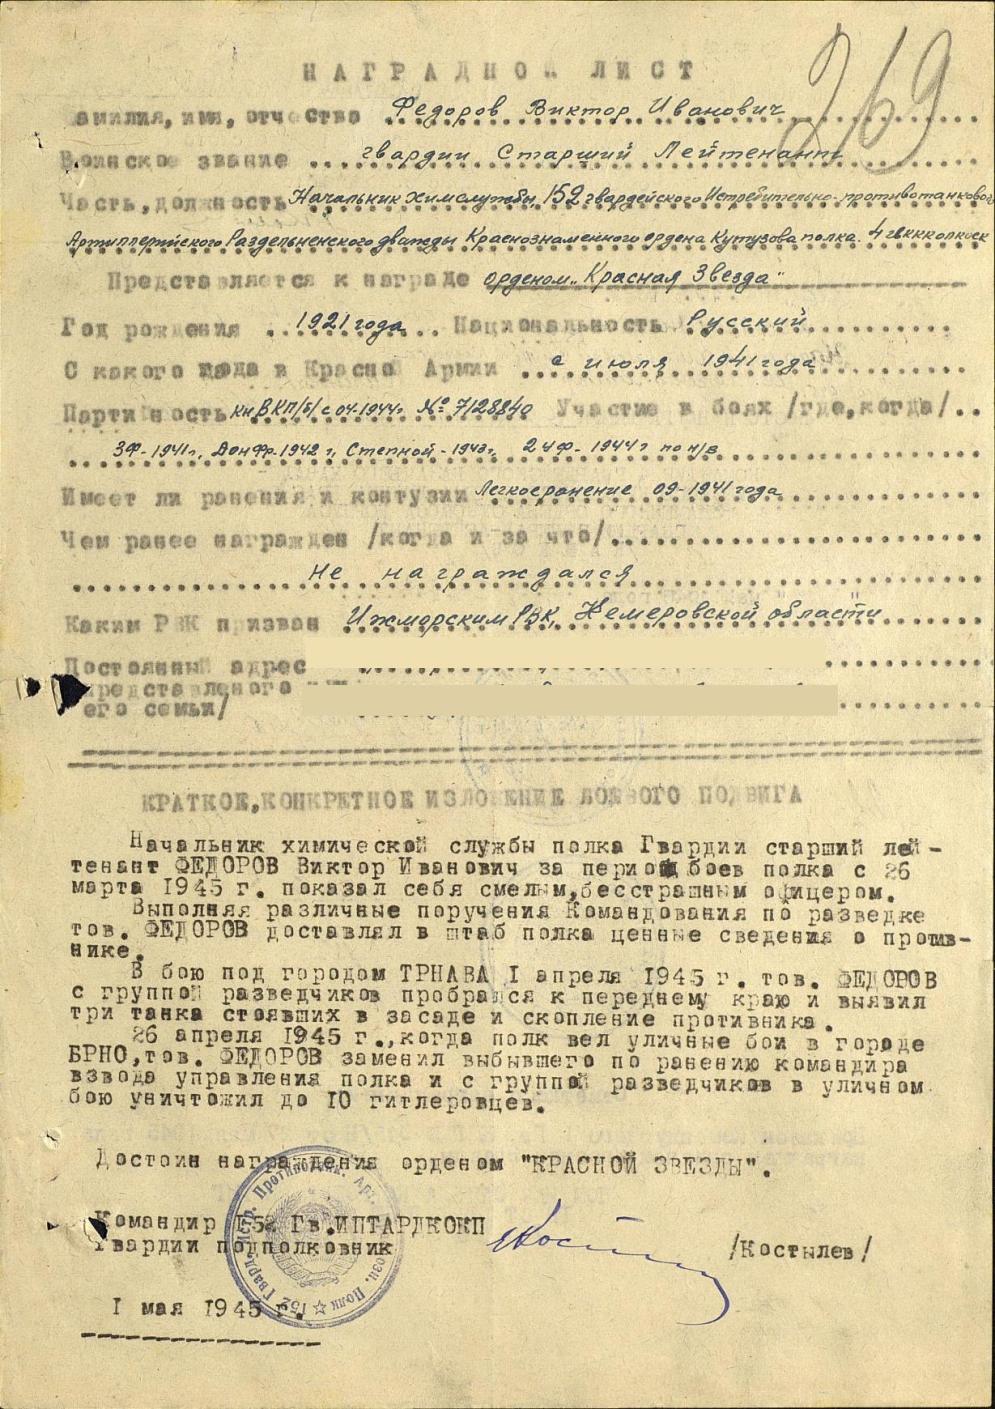 269
НАГРАДНОЙ ЛИСТ
Фамилия, имя, отчество Федоров Виктор Иванович
Воинское звание гвардии Старший Лейтенант
Часть, должность Начальник химслужбы 152 гвардейского Истребительно-противотанкового
Артиллерийского Раздельненского дважды Краснознаменного ордена Кутузова полка. 4 гвккколкоск
Представляется к награде орденом „Красная Звезда"
Год рождения 1921 года Национальность Русский
С какого года в Красной Армии с июля 1941 года
Партийность кн ВКП/б/ с 04-1944г № 7128840 Участие в боях /где, когда/..
ЗФ-1941г, Дон Фр-1942 г, Степной-1943г, 2 УФ-1944г по н/в
Имеет ли ранения и контузии Легкое ранение 09-1941 года
Чем ранее награжден /когда и за что/
Не награждался
Каким РВК призван Ижморским РВК, Кемеровской области
Постоянный адрес
/представленого
его семьи/
КРАТКОЕ, КОНКРЕТНОЕ ИЗЛОЖЕНИЕ БОЕВОГО ПОДВИГА
Начальник химической службы полка Гвардии старший лей-
тенант ФЕДОРОВ Виктор Иванович за период боев полка с 26
марта 1945 г. показал себя смелым, бесстрашным офицером.
Выполняя различные поручения Командования по разведке
тов. ФЕДОРОВ доставлял в штаб полка ценные сведения о против-
нике.
В бою под городом ТРНАВА 1 апреля 1945 г. тов. ФЕДОРОВ
с группой разведчиков пробрался к переднему краю и выявил
три танка стоявших в засаде и скопление противника.
26 апреля 1945 г., когда полк вел уличные бои в городе
БРНО, тов. ФЕДОРОВ заменил выбывшего по ранению командира
взвода управления полка и с группой разведчиков в уличном
бою уничтожил до 10 гитлеровцев.
Достоин награждения орденом "КРАСНОЙ ЗВЕЗДЫ".
Командир 152 Гв. ИПТАРДКОКП
Гвардии подполковник /Костылев/
1 мая 1945 г.